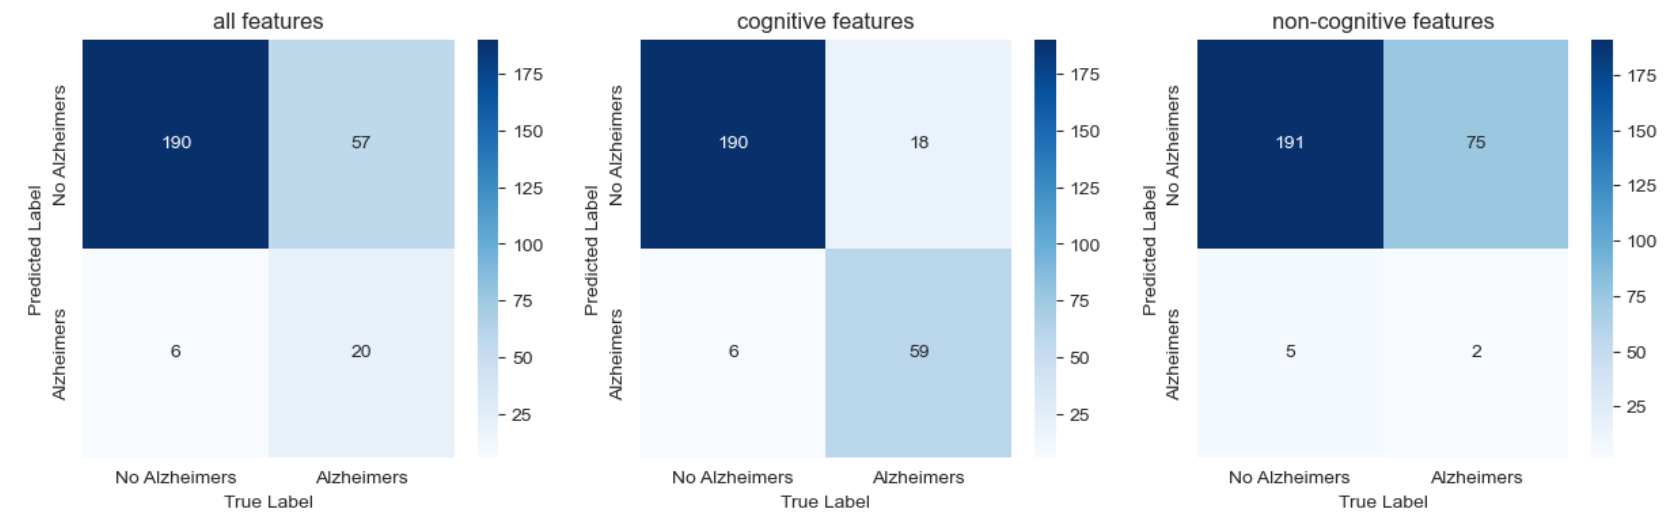 all features
Predicted Label
No Alzheimers
Alzheimers
190
57
6
20
No Alzheimers
Alzheimers
True Label
175
150
125
100
75
50
25
cognitive features
Predicted Label
No Alzheimers
Alzheimers
190
18
6
59
No Alzheimers
Alzheimers
True Label
175
150
125
100
75
50
25
non-cognitive features
Predicted Label
No Alzheimers
Alzheimers
191
75
5
2
No Alzheimers
Alzheimers
True Label
175
150
125
100
75
50
25